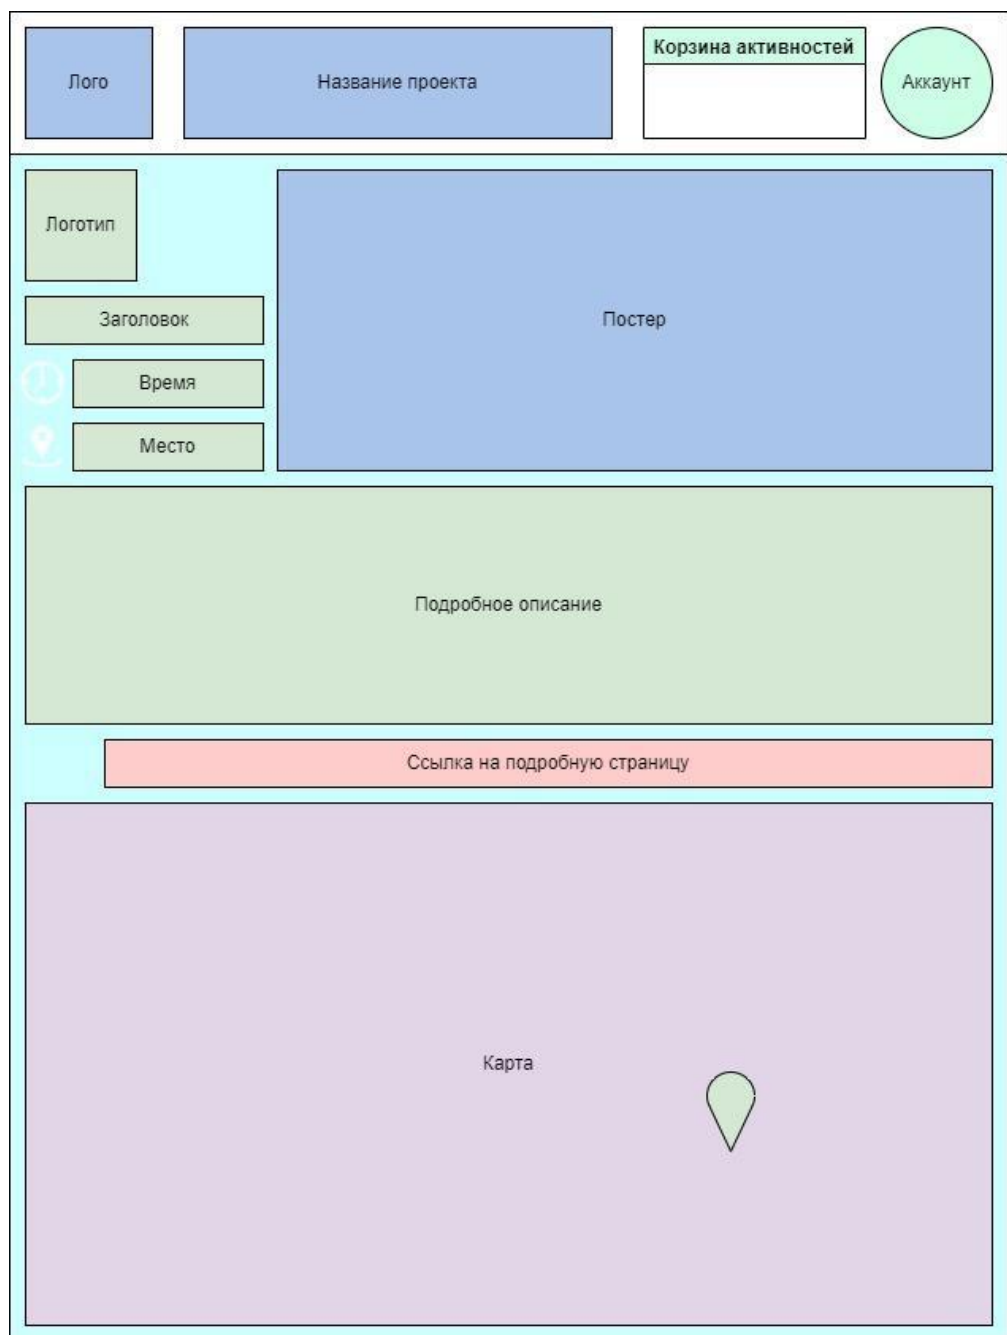 Лого
Название проекта
Корзина активностей
Аккаунт
Логотип
Заголовок
Время
Место
Постер
Подробное описание
Ссылка на подробную страницу
Карта